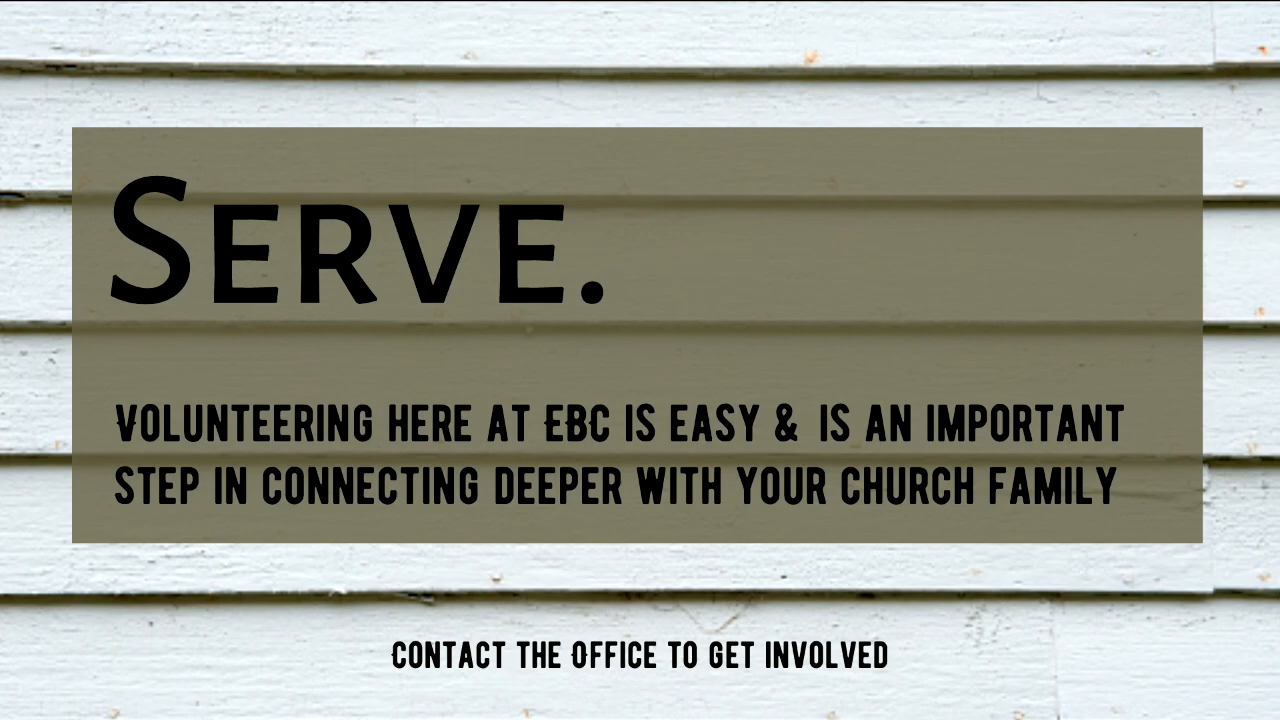 Serve.
VOLUNTEERING HERE AT EBC IS EASY & IS AN IMPORTANT
STEP IN CONNECTING DEEPER WITH YOUR CHURCH FAMILY
CONTACT THE OFFICE TO GET INVOLVED